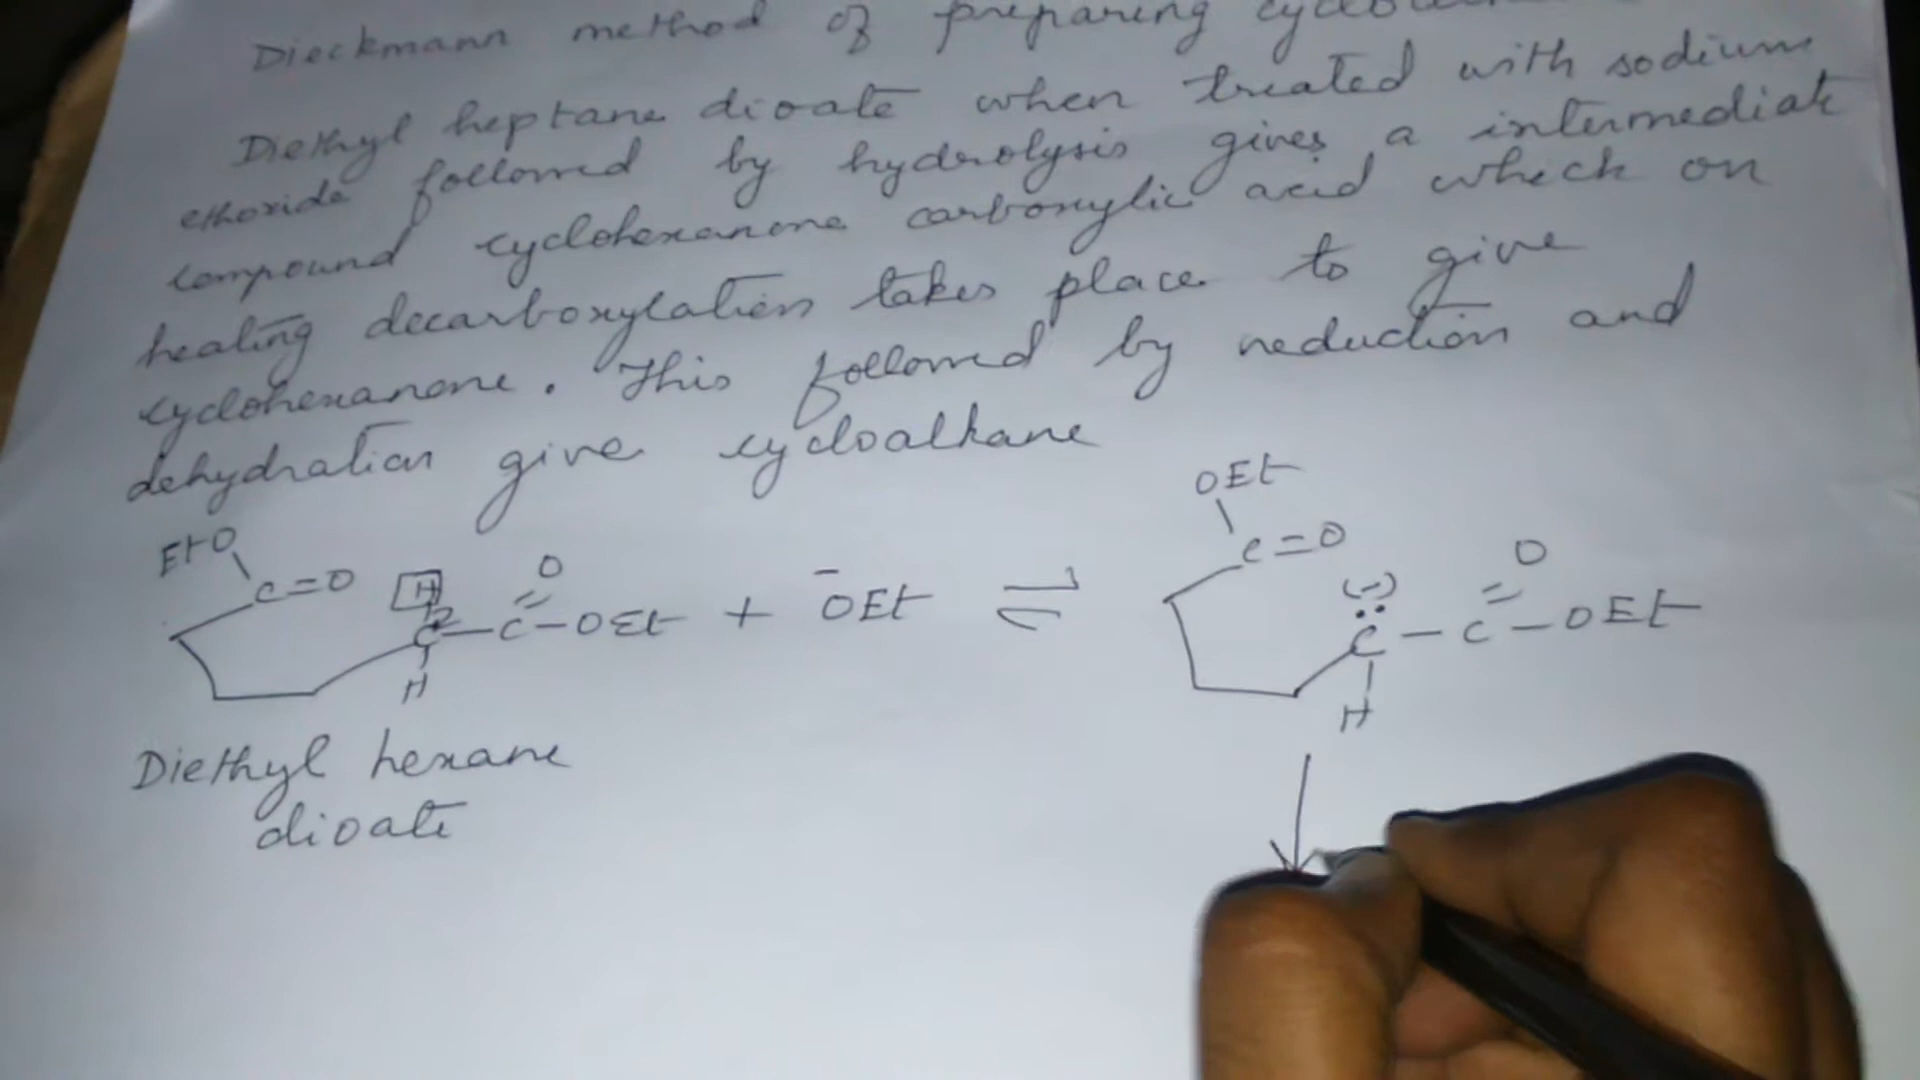 Dieckmann method of preparing
Diethyl heptane dioate when treated with sodium
ethoxide followed by hydrolysis gives a intermediate
compound cyclohexanone carboxylic acid which on
heating decarboxylation takes place to give
cyclohexanone. This followed by reduction and
dehydration give cycloalkane
OEt
EtO
C=O
C=O H O
C-C-OEt + ŌEt ⇌
H
O
(-)
C-C-OEt
H
Diethyl hexane
dioate